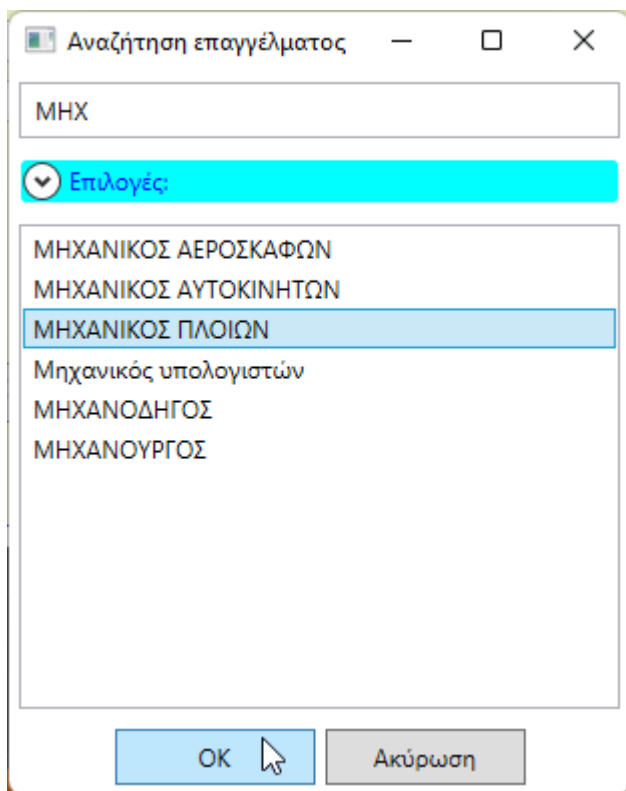 Αναζήτηση επαγγέλματος
ΜΗΧ
Επιλογές:
ΜΗΧΑΝΙΚΟΣ ΑΕΡΟΣΚΑΦΩΝ
ΜΗΧΑΝΙΚΟΣ ΑΥΤΟΚΙΝΗΤΩΝ
ΜΗΧΑΝΙΚΟΣ ΠΛΟΙΩΝ
Μηχανικός υπολογιστών
ΜΗΧΑΝΟΔΗΓΟΣ
ΜΗΧΑΝΟΥΡΓΟΣ
OK Ακύρωση